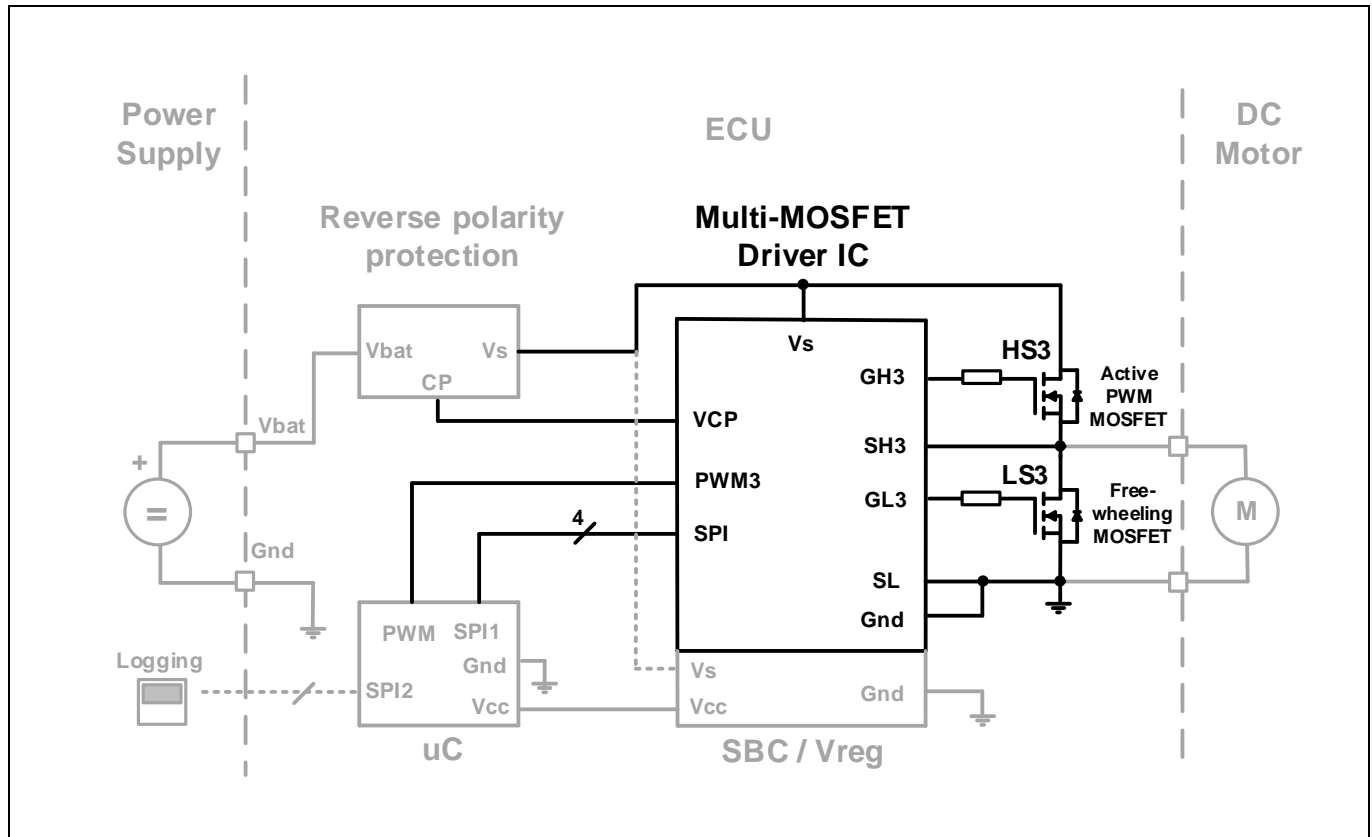 Power
Supply
ECU
DC
Motor
Reverse polarity
protection
Multi-MOSFET
Driver IC
Vbat
Vs
CP
Vs
GH3
HS3
Active
PWM
MOSFET
VCP
SH3
Vbat
+
=
PWM3
GL3
LS3
Free-
wheeling
MOSFET
M
4
SPI
Gnd
SL
Gnd
PWM
SPI1
Gnd
Logging
SPI2
Vcc
Vs
Vcc
Gnd
uC
SBC / Vreg